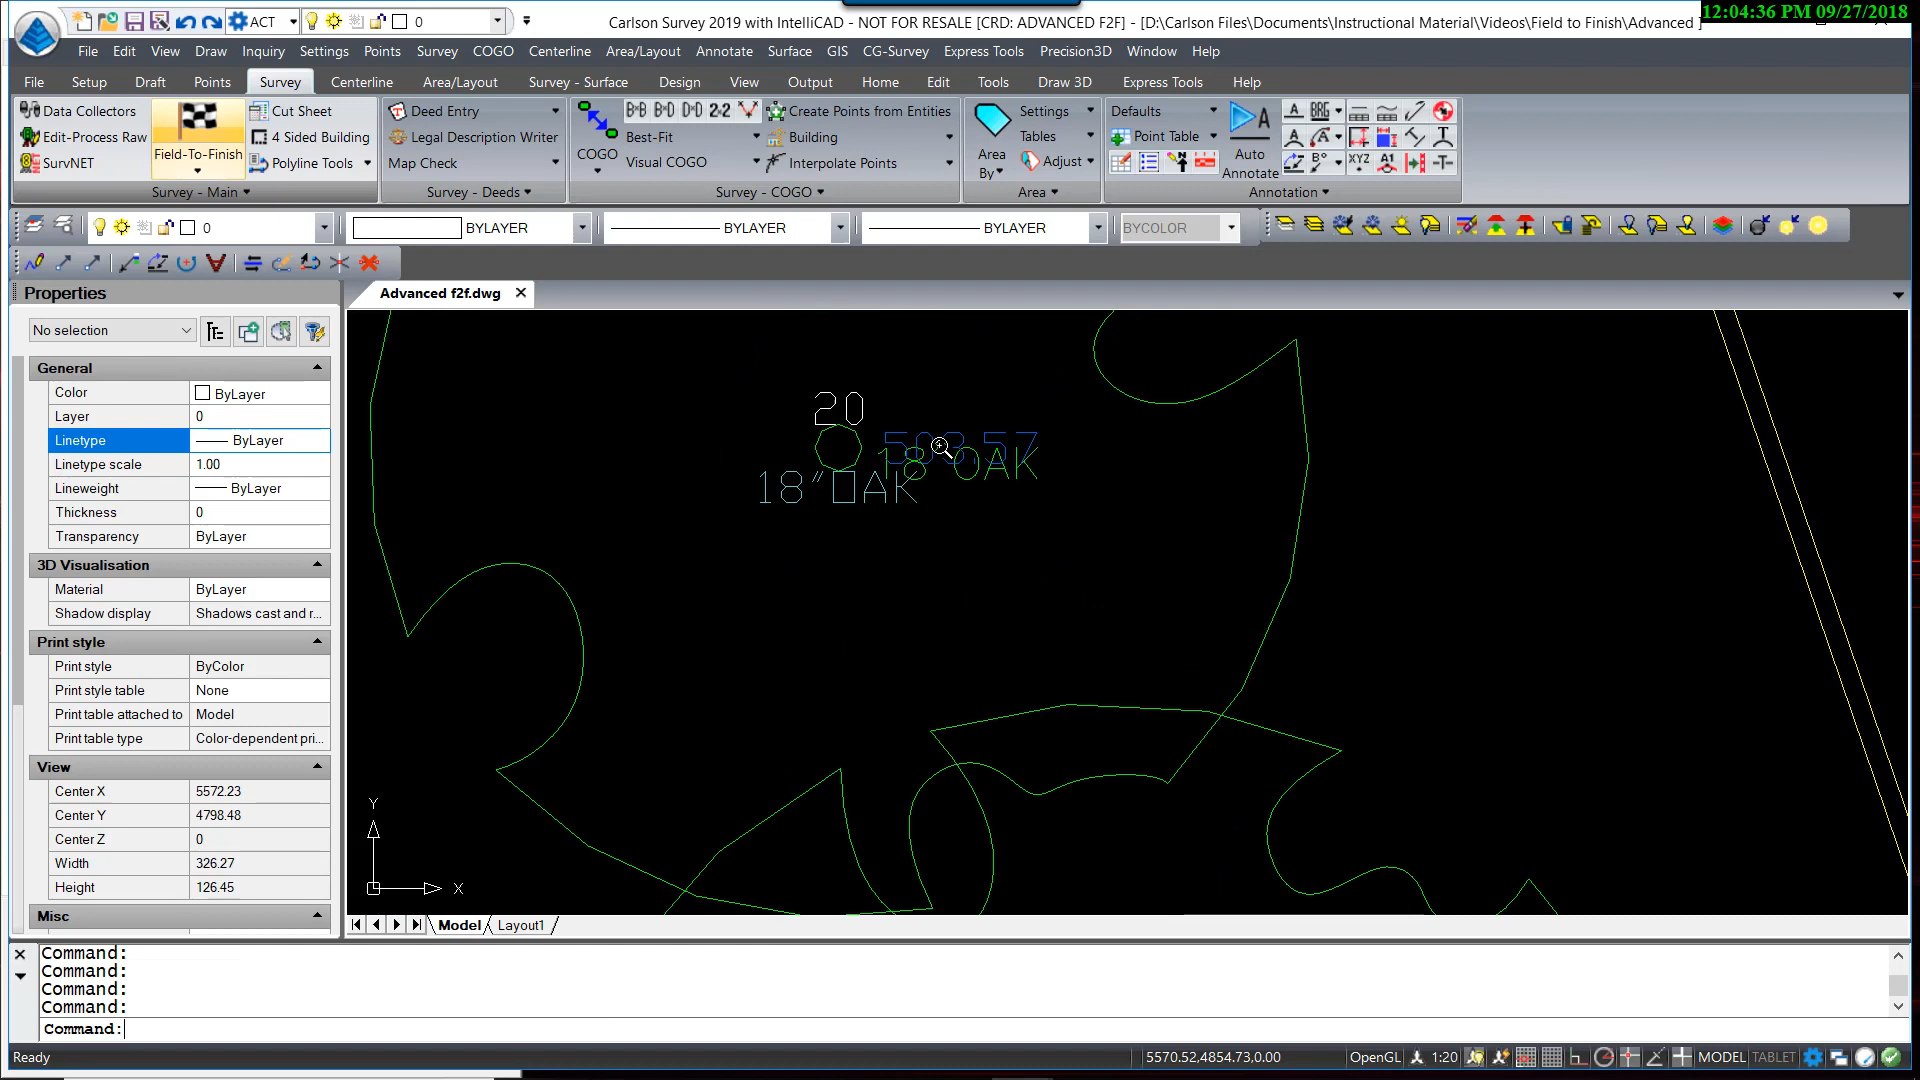 12:04:36 PM 09/27/2018
ACT 0 Carlson Survey 2019 with IntelliCAD - NOT FOR RESALE [CRD: ADVANCED F2F] - [D:\Carlson Files\Documents\Instructional Material\Videos\Field to Finish\Advanced ]
File Edit View Draw Inquiry Settings Points Survey COGO Centerline Area/Layout Annotate Surface GIS CG-Survey Express Tools Precision3D Window Help
File Setup Draft Points Survey Centerline Area/Layout Survey - Surface Design View Output Home Edit Tools Draw 3D Express Tools Help
Data Collectors
Edit-Process Raw
SurvNET
Field-To-Finish
Cut Sheet
4 Sided Building
Polyline Tools
Survey - Main
Deed Entry
Legal Description Writer
Map Check
Survey - Deeds
COGO
B×B B×D D×D 2-2
Best-Fit
Visual COGO
Create Points from Entities
Building
Interpolate Points
Survey - COGO
Area
By
Settings
Tables
Adjust
Area
Defaults
Point Table
Auto
Annotate
BRG
XYZ
Annotation
0 BYLAYER BYLAYER BYLAYER BYCOLOR
Properties
Advanced f2f.dwg
No selection
General
Color ByLayer
Layer 0
Linetype ByLayer
Linetype scale 1.00
Lineweight ByLayer
Thickness 0
Transparency ByLayer
3D Visualisation
Material ByLayer
Shadow display Shadows cast and r...
Print style
Print style ByColor
Print style table None
Print table attached to Model
Print table type Color-dependent pri...
View
Center X 5572.23
Center Y 4798.48
Center Z 0
Width 326.27
Height 126.45
Misc
20
503.57
18"OAK
18"OAK
Y
X
Model Layout1
Command:
Command:
Command:
Command:
Command:
Ready 5570.52,4854.73,0.00 OpenGL 1:20 MODEL TABLET